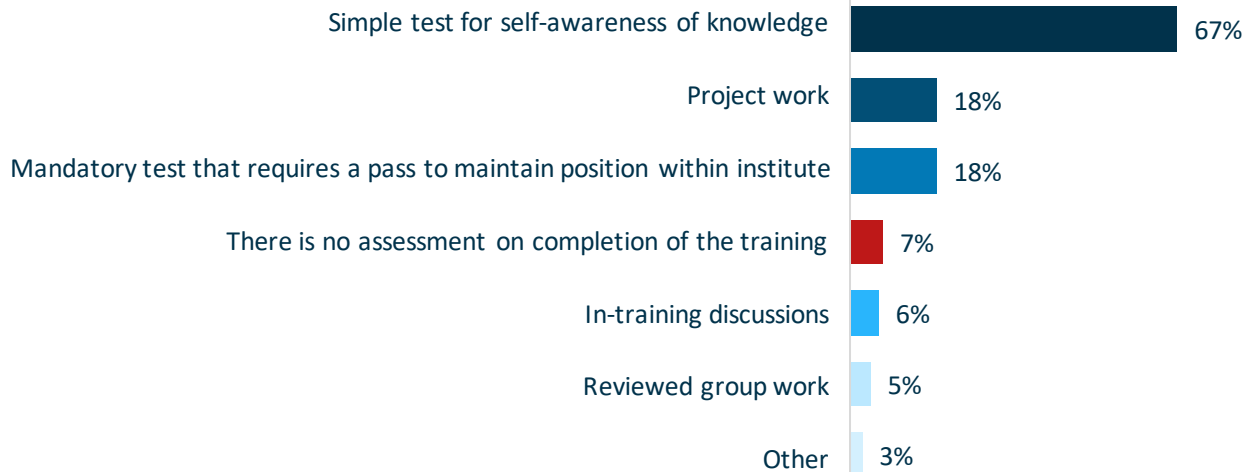 Simple test for self-awareness of knowledge 67%
Project work 18%
Mandatory test that requires a pass to maintain position within institute 18%
There is no assessment on completion of the training 7%
In-training discussions 6%
Reviewed group work 5%
Other 3%